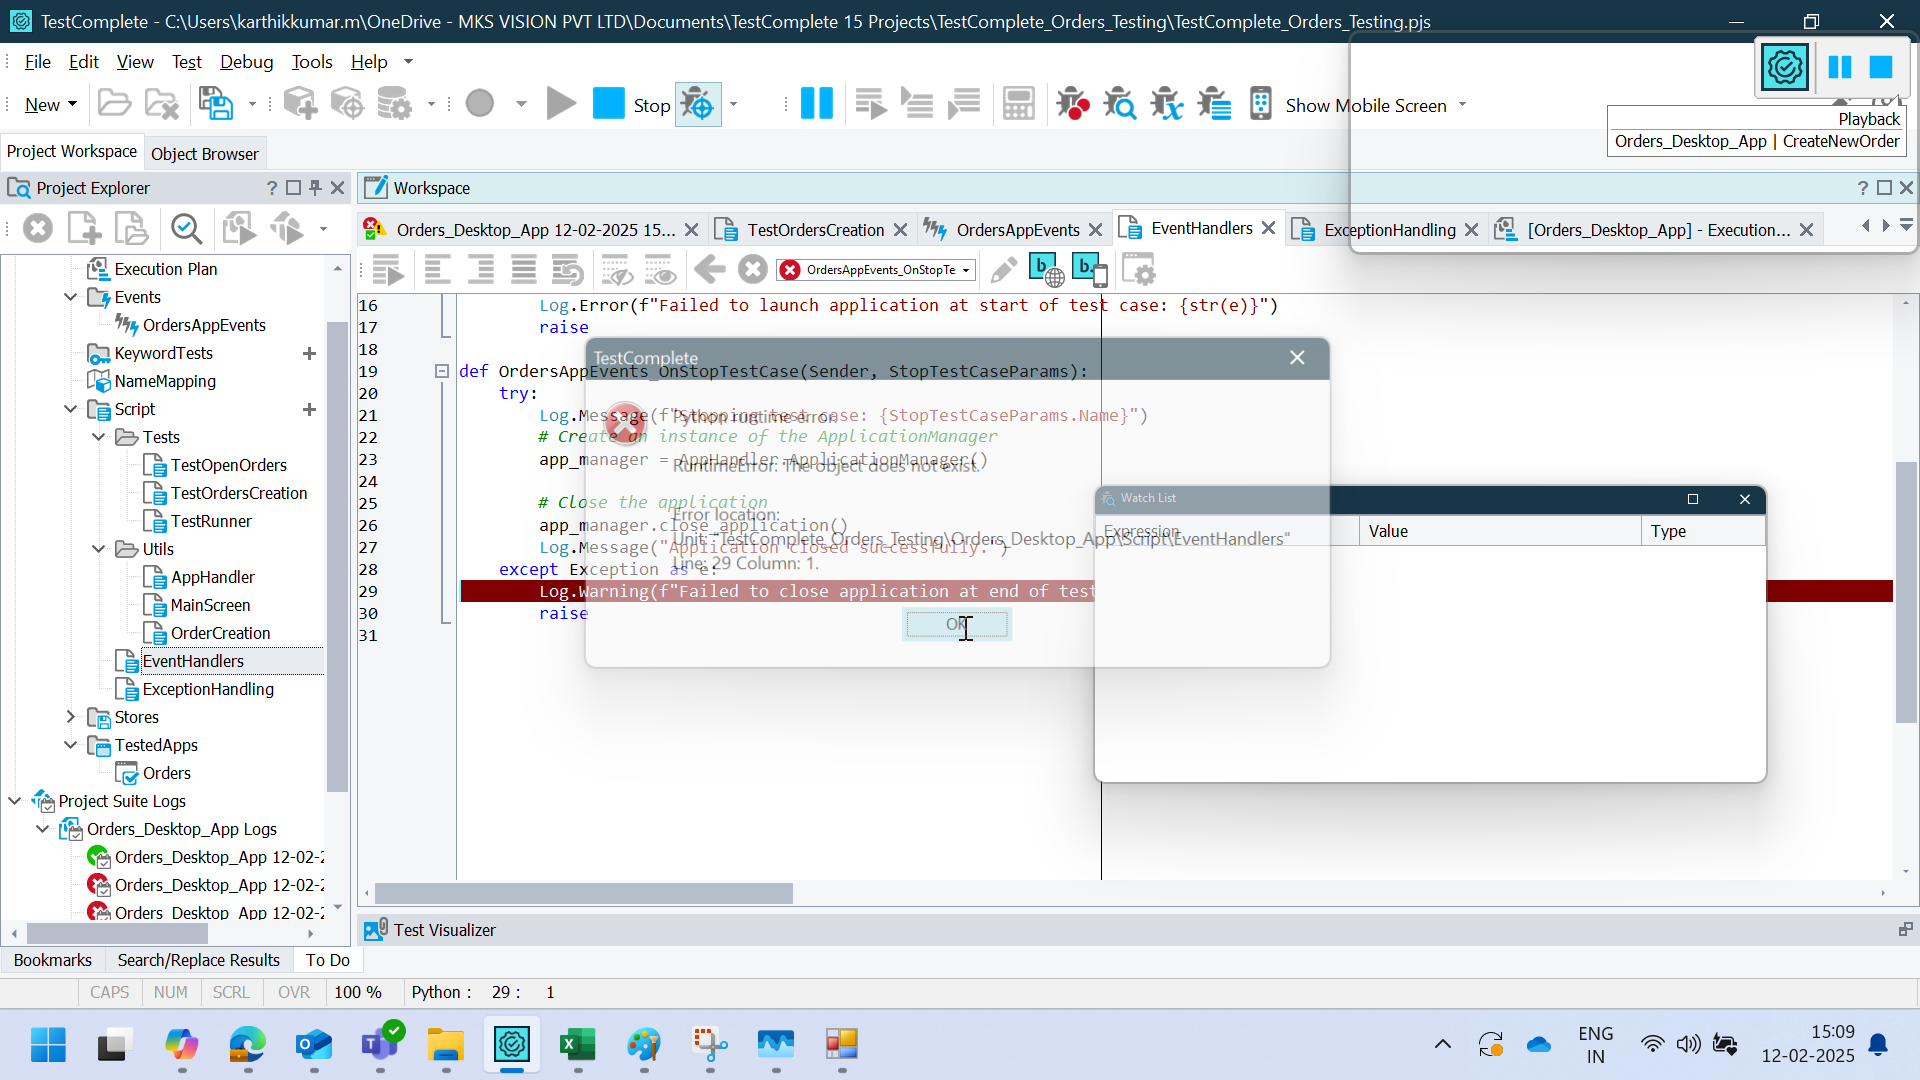 TestComplete - C:\Users\karthikkumar.m\OneDrive - MKS VISION PVT LTD\Documents\TestComplete 15 Projects\TestComplete_Orders_Testing\TestComplete_Orders_Testing.pjs
File Edit View Test Debug Tools Help
New
Stop
Show Mobile Screen
Playback
Orders_Desktop_App | CreateNewOrder
Project Workspace
Object Browser
Project Explorer
Workspace
Orders_Desktop_App 12-02-2025 15...
TestOrdersCreation
OrdersAppEvents
EventHandlers
ExceptionHandling
[Orders_Desktop_App] - Execution...
OrdersAppEvents_OnStopTe
Execution Plan
Events
OrdersAppEvents
KeywordTests
NameMapping
Script
Tests
TestOpenOrders
TestOrdersCreation
TestRunner
Utils
AppHandler
MainScreen
OrderCreation
EventHandlers
ExceptionHandling
Stores
TestedApps
Orders
Project Suite Logs
Orders_Desktop_App Logs
Orders_Desktop_App 12-02-2
Orders_Desktop_App 12-02-2
Orders_Desktop_App 12-02-2
16 Log.Error(f"Failed to launch application at start of test case: {str(e)}")
17 raise
18
19 def OrdersAppEvents_OnStopTestCase(Sender, StopTestCaseParams):
20 try:
21 Log.Message(f"Stopping test case: {StopTestCaseParams.Name}")
22 # Create an instance of the ApplicationManager
23 app_manager = AppHandler.ApplicationManager()
24
25 # Close the application
26 app_manager.close_application()
27 Log.Message("Application closed successfully.")
28 except Exception as e:
29 Log.Warning(f"Failed to close application at end of test
30 raise
31
TestComplete
Python runtime error.
RuntimeError: The object does not exist.
Error location:
Unit: "TestComplete_Orders_Testing\Orders_Desktop_App\Script\EventHandlers"
Line: 29 Column: 1.
OK
Watch List
Expression Value Type
Test Visualizer
Bookmarks
Search/Replace Results
To Do
CAPS NUM SCRL OVR 100 % Python : 29 : 1
ENG
IN
15:09
12-02-2025